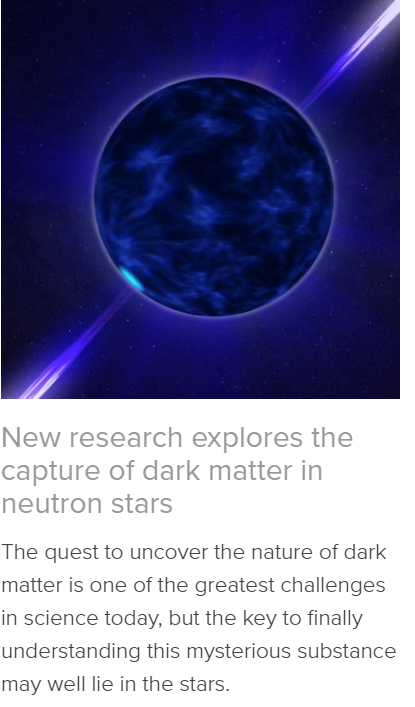 New research explores the
capture of dark matter in
neutron stars
The quest to uncover the nature of dark
matter is one of the greatest challenges
in science today, but the key to finally
understanding this mysterious substance
may well lie in the stars.